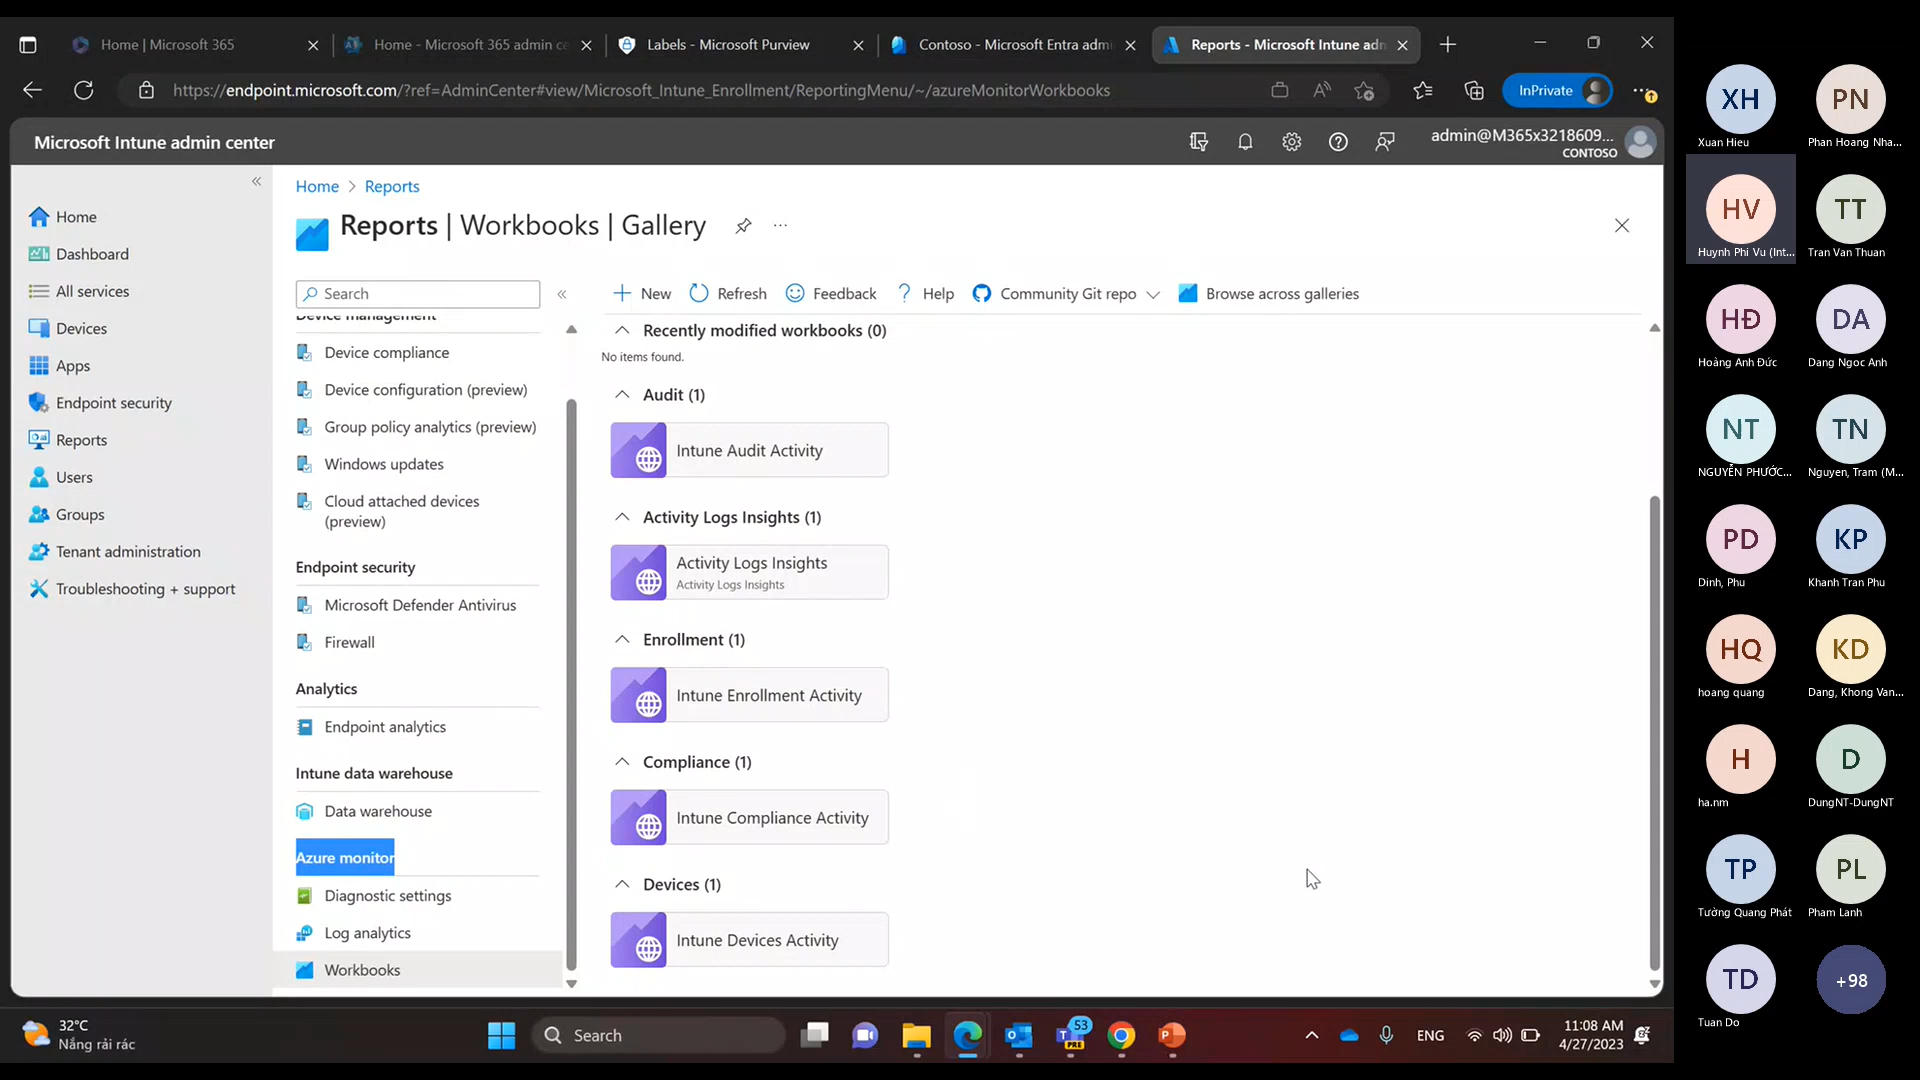 Home | Microsoft 365
Home - Microsoft 365 admin ce
Labels - Microsoft Purview
Contoso - Microsoft Entra admi
Reports - Microsoft Intune adn
https://endpoint.microsoft.com/?ref=AdminCenter#view/Microsoft_Intune_Enrollment/ReportingMenu/~/azureMonitorWorkbooks
InPrivate
Microsoft Intune admin center
admin@M365x3218609...
CONTOSO
Home
Dashboard
All services
Devices
Apps
Endpoint security
Reports
Users
Groups
Tenant administration
Troubleshooting + support
Home > Reports
Reports | Workbooks | Gallery
Search
Device management
Device compliance
Device configuration (preview)
Group policy analytics (preview)
Windows updates
Cloud attached devices
(preview)
Endpoint security
Microsoft Defender Antivirus
Firewall
Analytics
Endpoint analytics
Intune data warehouse
Data warehouse
Azure monitor
Diagnostic settings
Log analytics
Workbooks
New
Refresh
Feedback
Help
Community Git repo
Browse across galleries
Recently modified workbooks (0)
No items found.
Audit (1)
Intune Audit Activity
Activity Logs Insights (1)
Activity Logs Insights
Activity Logs Insights
Enrollment (1)
Intune Enrollment Activity
Compliance (1)
Intune Compliance Activity
Devices (1)
Intune Devices Activity
32°C
Nắng rải rác
Search
53
PRE
ENG
11:08 AM
4/27/2023
XH
Xuan Hieu
PN
Phan Hoang Nha...
HV
Huynh Phi Vu (Int...
TT
Tran Van Thuan
HĐ
Hoàng Anh Đức
DA
Dang Ngoc Anh
NT
NGUYỄN PHƯỚC...
TN
Nguyen, Tram (M...
PD
Dinh, Phu
KP
Khanh Tran Phu
HQ
hoang quang
KD
Dang, Khong Van...
H
ha.nm
D
DungNT-DungNT
TP
Tường Quang Phát
PL
Pham Lanh
TD
Tuan Do
+98